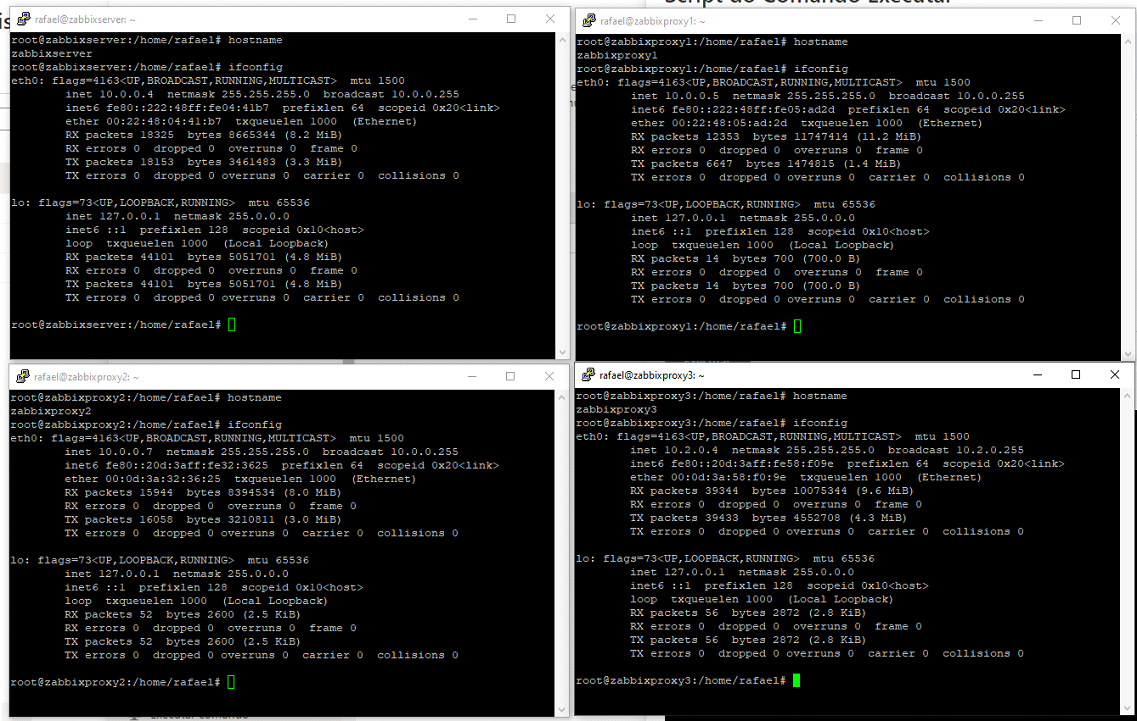 Script do Comando Executar
rafael@zabbixserver: ~
root@zabbixserver:/home/rafael# hostname
zabbixserver
root@zabbixserver:/home/rafael# ifconfig
eth0: flags=4163<UP,BROADCAST,RUNNING,MULTICAST>  mtu 1500
inet 10.0.0.4  netmask 255.255.255.0  broadcast 10.0.0.255
inet6 fe80::222:48ff:fe04:41b7  prefixlen 64  scopeid 0x20<link>
ether 00:22:48:04:41:b7  txqueuelen 1000  (Ethernet)
RX packets 18325  bytes 8665344 (8.2 MiB)
RX errors 0  dropped 0  overruns 0  frame 0
TX packets 18153  bytes 3461483 (3.3 MiB)
TX errors 0  dropped 0 overruns 0  carrier 0  collisions 0
lo: flags=73<UP,LOOPBACK,RUNNING>  mtu 65536
inet 127.0.0.1  netmask 255.0.0.0
inet6 ::1  prefixlen 128  scopeid 0x10<host>
loop  txqueuelen 1000  (Local Loopback)
RX packets 44101  bytes 5051701 (4.8 MiB)
RX errors 0  dropped 0  overruns 0  frame 0
TX packets 44101  bytes 5051701 (4.8 MiB)
TX errors 0  dropped 0 overruns 0  carrier 0  collisions 0
root@zabbixserver:/home/rafael#
rafael@zabbixproxy1: ~
root@zabbixproxy1:/home/rafael# hostname
zabbixproxy1
root@zabbixproxy1:/home/rafael# ifconfig
eth0: flags=4163<UP,BROADCAST,RUNNING,MULTICAST>  mtu 1500
inet 10.0.0.5  netmask 255.255.255.0  broadcast 10.0.0.255
inet6 fe80::222:48ff:fe05:ad2d  prefixlen 64  scopeid 0x20<link>
ether 00:22:48:05:ad:2d  txqueuelen 1000  (Ethernet)
RX packets 12353  bytes 11747414 (11.2 MiB)
RX errors 0  dropped 0  overruns 0  frame 0
TX packets 6647  bytes 1474815 (1.4 MiB)
TX errors 0  dropped 0 overruns 0  carrier 0  collisions 0
lo: flags=73<UP,LOOPBACK,RUNNING>  mtu 65536
inet 127.0.0.1  netmask 255.0.0.0
inet6 ::1  prefixlen 128  scopeid 0x10<host>
loop  txqueuelen 1000  (Local Loopback)
RX packets 14  bytes 700 (700.0 B)
RX errors 0  dropped 0  overruns 0  frame 0
TX packets 14  bytes 700 (700.0 B)
TX errors 0  dropped 0 overruns 0  carrier 0  collisions 0
root@zabbixproxy1:/home/rafael#
rafael@zabbixproxy2: ~
root@zabbixproxy2:/home/rafael# hostname
zabbixproxy2
root@zabbixproxy2:/home/rafael# ifconfig
eth0: flags=4163<UP,BROADCAST,RUNNING,MULTICAST>  mtu 1500
inet 10.0.0.7  netmask 255.255.255.0  broadcast 10.0.0.255
inet6 fe80::20d:3aff:fe32:3625  prefixlen 64  scopeid 0x20<link>
ether 00:0d:3a:32:36:25  txqueuelen 1000  (Ethernet)
RX packets 15944  bytes 8394534 (8.0 MiB)
RX errors 0  dropped 0  overruns 0  frame 0
TX packets 16058  bytes 3210811 (3.0 MiB)
TX errors 0  dropped 0 overruns 0  carrier 0  collisions 0
lo: flags=73<UP,LOOPBACK,RUNNING>  mtu 65536
inet 127.0.0.1  netmask 255.0.0.0
inet6 ::1  prefixlen 128  scopeid 0x10<host>
loop  txqueuelen 1000  (Local Loopback)
RX packets 52  bytes 2600 (2.5 KiB)
RX errors 0  dropped 0  overruns 0  frame 0
TX packets 52  bytes 2600 (2.5 KiB)
TX errors 0  dropped 0 overruns 0  carrier 0  collisions 0
root@zabbixproxy2:/home/rafael#
rafael@zabbixproxy3: ~
root@zabbixproxy3:/home/rafael# hostname
zabbixproxy3
root@zabbixproxy3:/home/rafael# ifconfig
eth0: flags=4163<UP,BROADCAST,RUNNING,MULTICAST>  mtu 1500
inet 10.2.0.4  netmask 255.255.255.0  broadcast 10.2.0.255
inet6 fe80::20d:3aff:fe58:f09e  prefixlen 64  scopeid 0x20<link>
ether 00:0d:3a:58:f0:9e  txqueuelen 1000  (Ethernet)
RX packets 39344  bytes 10075344 (9.6 MiB)
RX errors 0  dropped 0  overruns 0  frame 0
TX packets 39433  bytes 4552708 (4.3 MiB)
TX errors 0  dropped 0 overruns 0  carrier 0  collisions 0
lo: flags=73<UP,LOOPBACK,RUNNING>  mtu 65536
inet 127.0.0.1  netmask 255.0.0.0
inet6 ::1  prefixlen 128  scopeid 0x10<host>
loop  txqueuelen 1000  (Local Loopback)
RX packets 56  bytes 2872 (2.8 KiB)
RX errors 0  dropped 0  overruns 0  frame 0
TX packets 56  bytes 2872 (2.8 KiB)
TX errors 0  dropped 0 overruns 0  carrier 0  collisions 0
root@zabbixproxy3:/home/rafael#
Executar comando